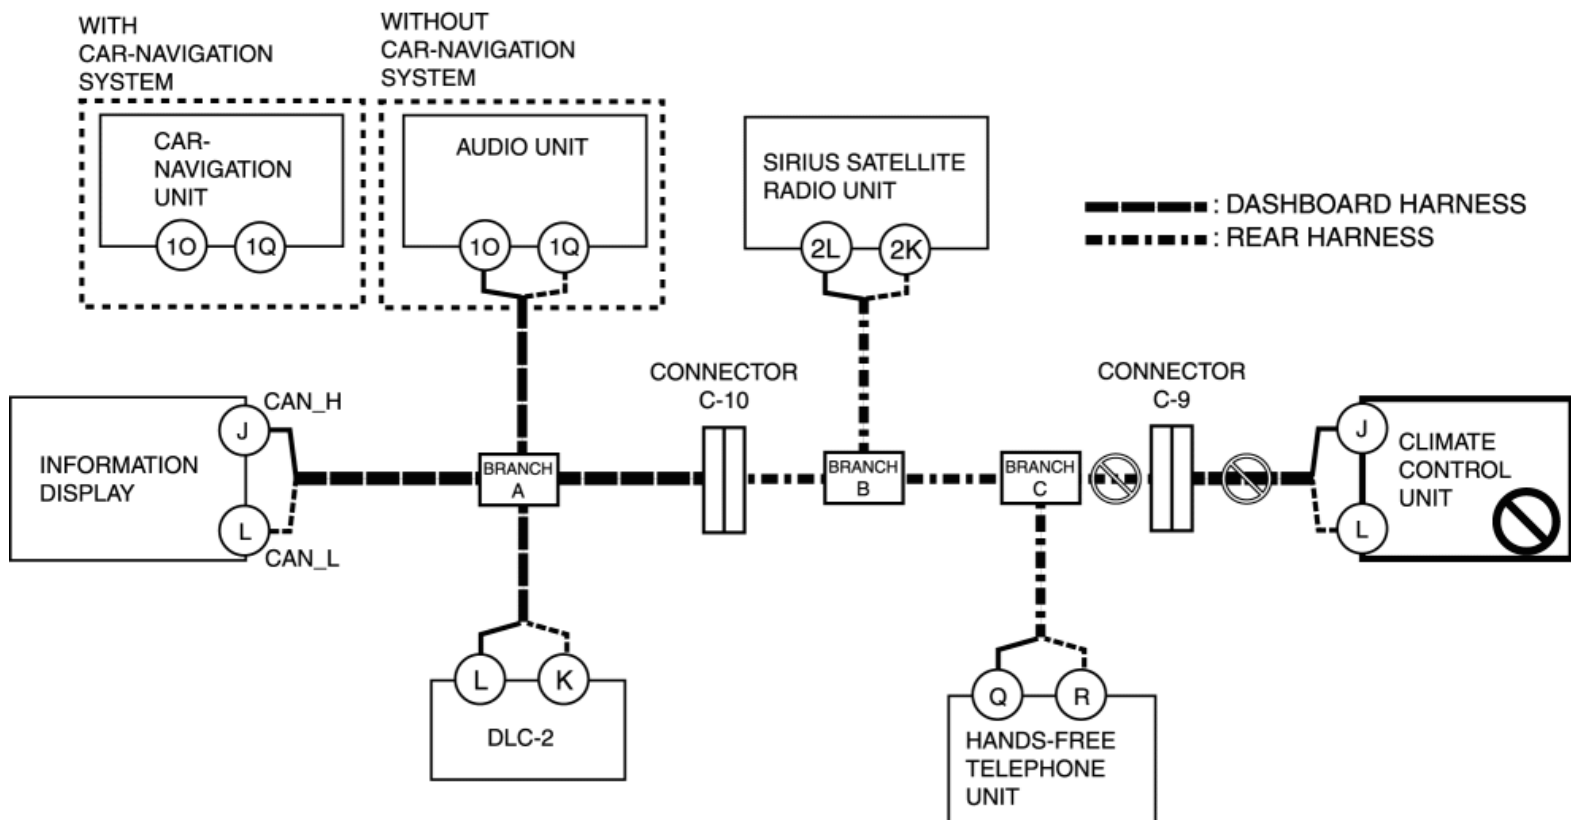 WITH
CAR-NAVIGATION
SYSTEM
WITHOUT
CAR-NAVIGATION
SYSTEM
CAR-
NAVIGATION
UNIT
1O
1Q
AUDIO UNIT
1O
1Q
SIRIUS SATELLITE
RADIO UNIT
2L
2K
: DASHBOARD HARNESS
: REAR HARNESS
INFORMATION
DISPLAY
J
CAN_H
L
CAN_L
BRANCH
A
CONNECTOR
C-10
BRANCH
B
BRANCH
C
CONNECTOR
C-9
J
L
CLIMATE
CONTROL
UNIT
L
K
DLC-2
Q
R
HANDS-FREE
TELEPHONE
UNIT